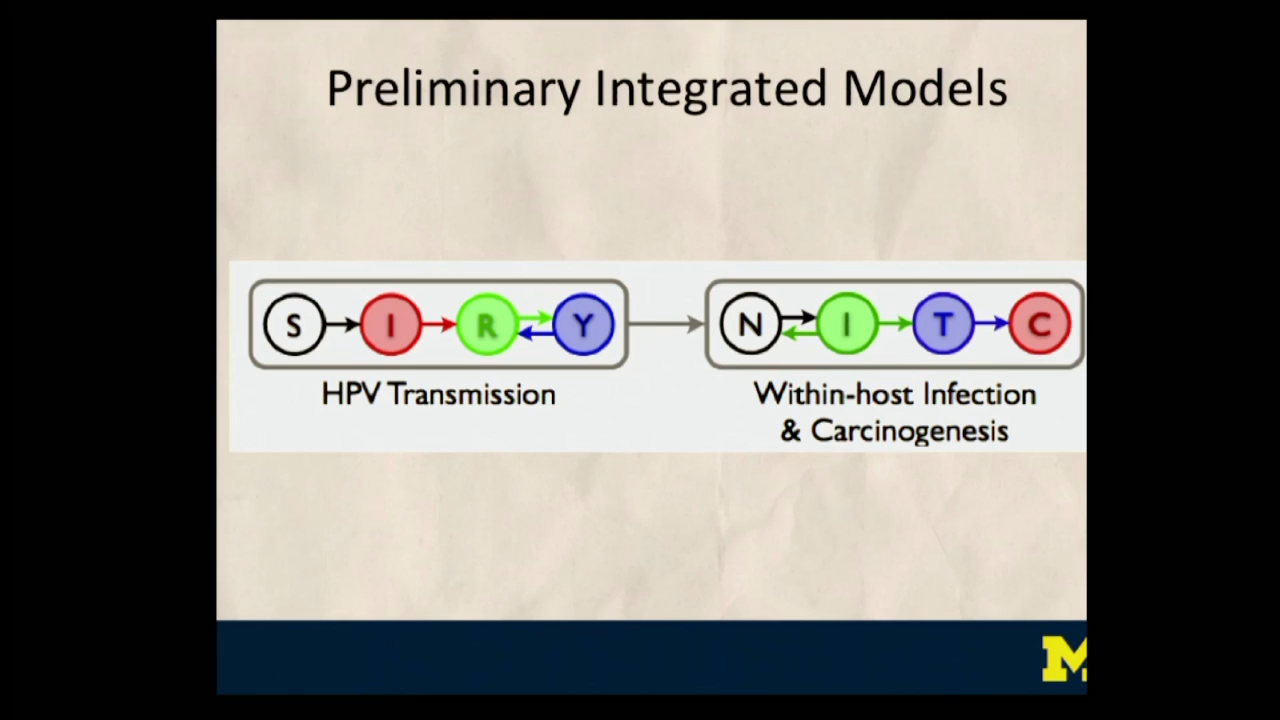 Preliminary Integrated Models
S I R Y N I T C
HPV Transmission
Within-host Infection
& Carcinogenesis
M